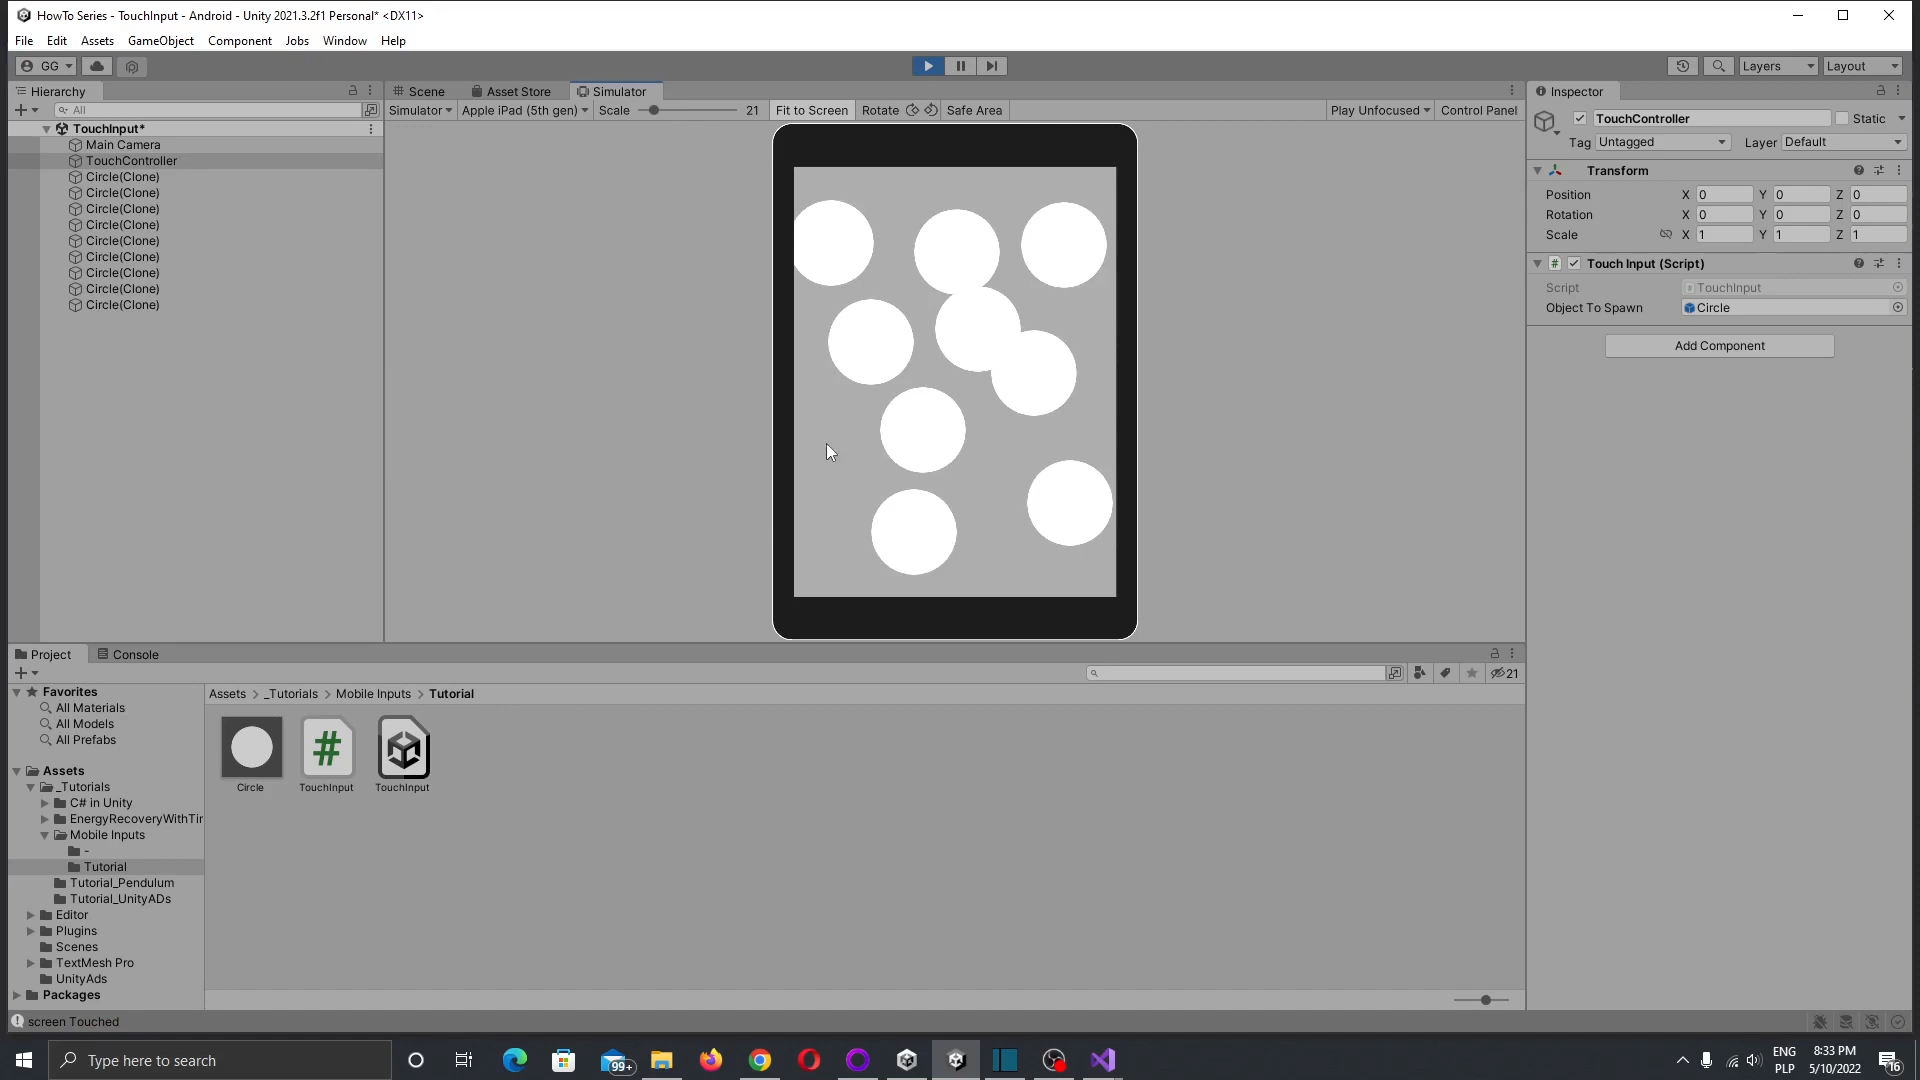 HowTo Series - TouchInput - Android - Unity 2021.3.2f1 Personal* <DX11>
File Edit Assets GameObject Component Jobs Window Help
GG Layers Layout
Hierarchy
All
TouchInput*
Main Camera
TouchController
Circle(Clone)
Circle(Clone)
Circle(Clone)
Circle(Clone)
Circle(Clone)
Circle(Clone)
Circle(Clone)
Circle(Clone)
Circle(Clone)
Scene Asset Store Simulator
Simulator Apple iPad (5th gen) Scale 21 Fit to Screen Rotate Safe Area Play Unfocused Control Panel
Inspector
TouchController Static
Tag Untagged Layer Default
Transform
Position X 0 Y 0 Z 0
Rotation X 0 Y 0 Z 0
Scale X 1 Y 1 Z 1
# Touch Input (Script)
Script TouchInput
Object To Spawn Circle
Add Component
Project Console
21
Favorites
All Materials
All Models
All Prefabs
Assets
_Tutorials
C# in Unity
EnergyRecoveryWithTir
Mobile Inputs
-
Tutorial
Tutorial_Pendulum
Tutorial_UnityADs
Editor
Plugins
Scenes
TextMesh Pro
UnityAds
Packages
Assets > _Tutorials > Mobile Inputs > Tutorial
#
Circle TouchInput TouchInput
screen Touched
Type here to search
99+
ENG
PLP
8:33 PM
5/10/2022
16